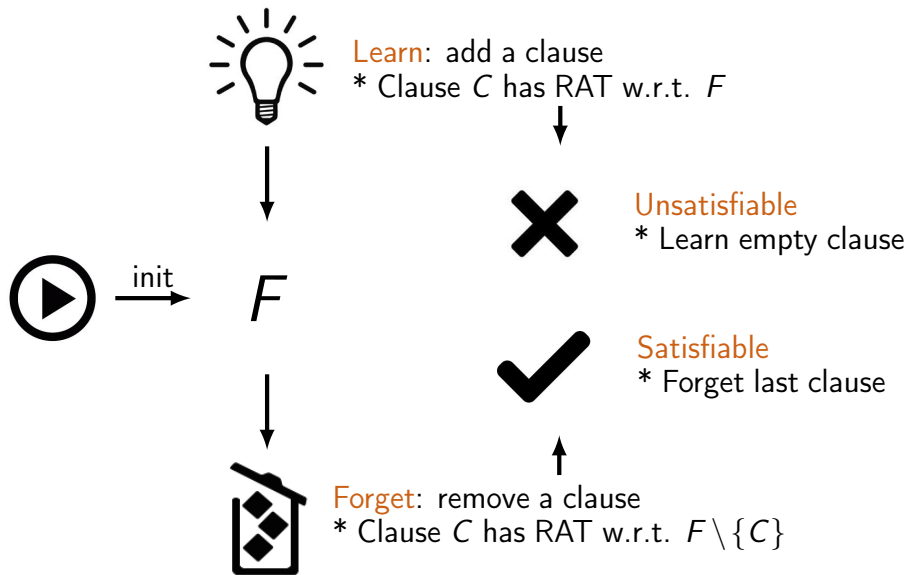 Learn: add a clause
* Clause C has RAT w.r.t. F
Unsatisfiable
* Learn empty clause
init
F
Satisfiable
* Forget last clause
Forget: remove a clause
* Clause C has RAT w.r.t. F \ {C}